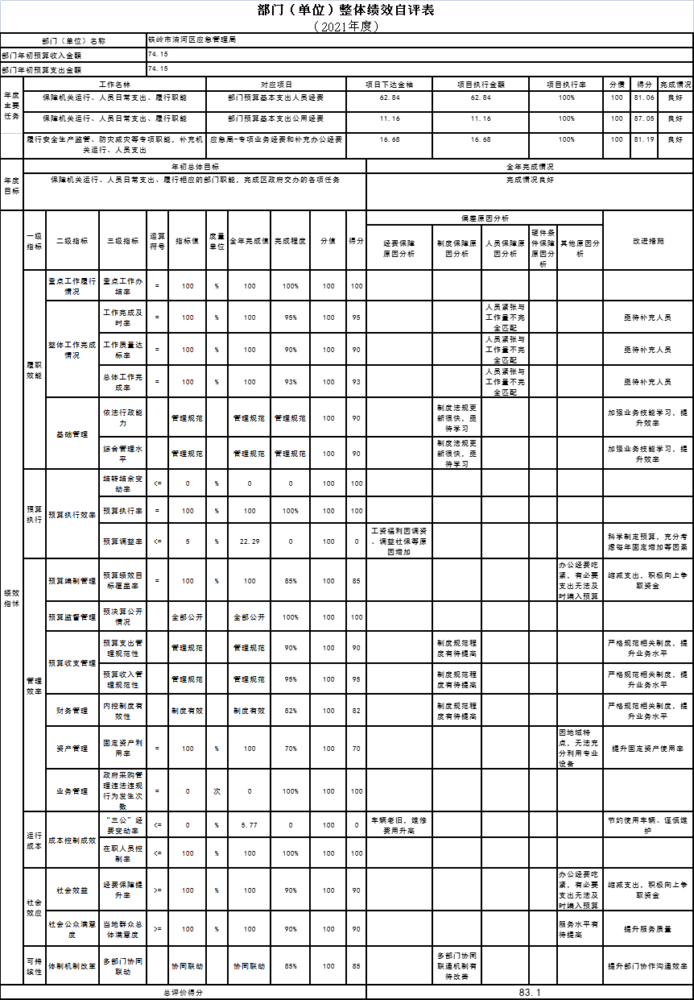 部门（单位）整体绩效自评表
（2021年度）
部门（单位）名称 铁岭市清河区应急管理局
部门年初预算收入金额 74.15
部门年初预算支出金额 74.15
年度主要任务 工作名称 对应项目 项目下达金额 项目执行金额 项目执行率 分值 得分 完成情况
保障机关运行、人员日常支出、履行职能 部门预算基本支出人员经费 62.84 62.84 100% 100 81.06 良好
保障机关运行、人员日常支出、履行职能 部门预算基本支出公用经费 11.16 11.16 100% 100 87.05 良好
履行安全生产监管、防灾减灾等专项职能，补充机关运行、人员支出 应急局-专项业务经费和补充办公经费 16.68 16.68 100% 100 81.19 良好
年度目标 年初总体目标 全年完成情况
保障机关运行、人员日常支出、履行相应的部门职能，完成区政府交办的各项任务 完成情况良好
绩效指标 一级指标 二级指标 三级指标 运算符号 指标值 度量单位 全年完成值 完成程度 分值 得分 偏差原因分析 改进措施
经费保障原因分析 制度保障原因分析 人员保障原因分析 硬件条件保障原因分析 其他原因分析
履职效能 重点工作履行情况 重点工作办结率 = 100 % 100 100% 100 100
整体工作完成情况 工作完成及时率 = 100 % 100 95% 100 95 人员紧张与工作量不完全匹配 亟待补充人员
工作质量达标率 = 100 % 100 90% 100 90 人员紧张与工作量不完全匹配 亟待补充人员
总体工作完成率 = 100 % 100 93% 100 93 人员紧张与工作量不完全匹配 亟待补充人员
基础管理 依法行政能力 管理规范 管理规范 管理规范 100 90 制度法规更新很快，亟待学习 加强业务技能学习，提升效率
综合管理水平 管理规范 管理规范 管理规范 100 90 制度法规更新很快，亟待学习 加强业务技能学习，提升效率
预算执行 预算执行效率 结转结余变动率 <= 0 % 0 0 100 100
预算执行率 = 100 % 100 100% 100 100
预算调整率 <= 5 % 22.29 0 100 0 工资福利因调资、调整社保等原因增加 科学制定预算，充分考虑每年固定增加等因素
管理效率 预算编制管理 预算绩效目标覆盖率 = 100 % 100 85% 100 85 办公经费吃紧，有必要支出无法及时编入预算 缩减支出，积极向上争取资金
预算监督管理 预决算公开情况 全部公开 全部公开 100% 100 100
预算收支管理 预算支出管理规范性 管理规范 管理规范 90% 100 90 制度规范程度有待提高 严格规范相关制度，提升业务水平
预算收入管理规范性 管理规范 管理规范 95% 100 95 制度规范程度有待提高 严格规范相关制度，提升业务水平
财务管理 内控制度有效性 制度有效 制度有效 82% 100 82 制度规范程度有待提高 严格规范相关制度，提升业务水平
资产管理 固定资产利用率 = 100 % 100 70% 100 70 因地域特点，无法充分利用专业设备 提升固定资产使用率
业务管理 政府采购管理违法违规行为发生次数 = 0 次 0 100% 100 100
运行成本 成本控制成效 “三公”经费变动率 <= 0 % 5.77 0 100 0 车辆老旧，维修费用升高 节约使用车辆、谨慎维护
在职人员控制率 <= 100 % 100 100% 100 100
社会效应 社会效益 经费保障提升率 >= 100 % 100 90% 100 90 办公经费吃紧，有必要支出无法及时编入预算 缩减支出，积极向上争取资金
社会公众满意度 当地群众总体满意度 >= 100 % 100 90% 100 90 服务水平有待提高 提升服务质量
可持续性 体制机制改革 多部门协同联动 协同联动 协同联动 85% 100 85 多部门协同联通机制有待改善 提升部门协作沟通效率
总评价得分 83.1